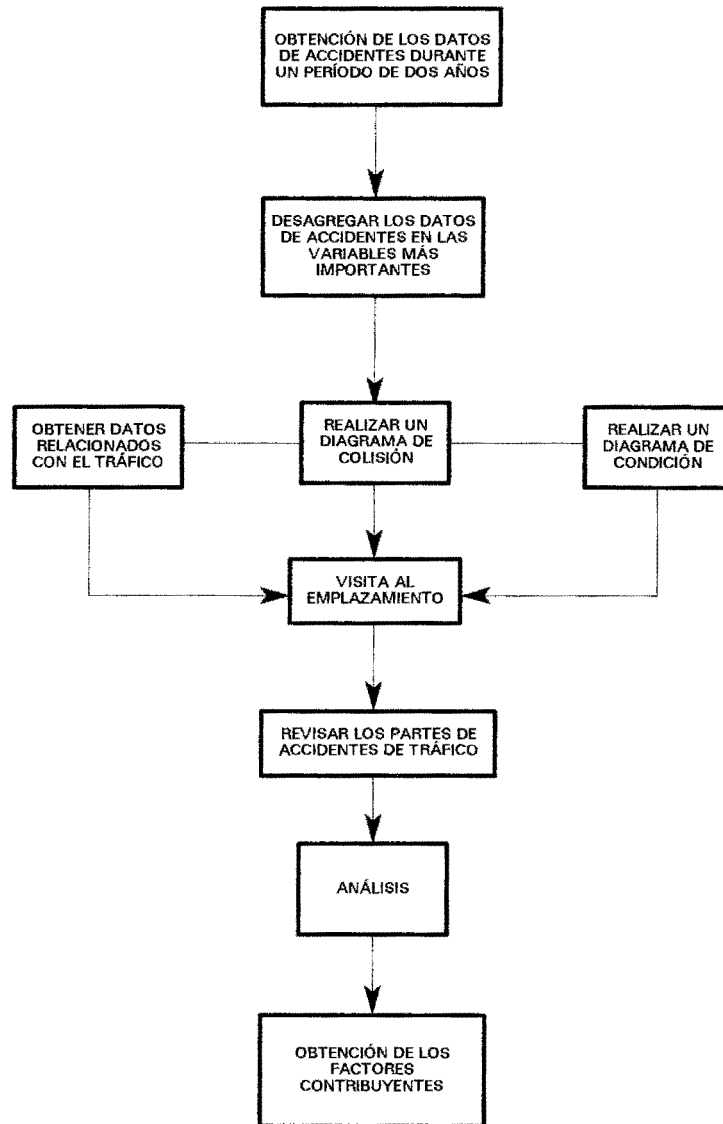 OBTENCIÓN DE LOS DATOS
DE ACCIDENTES DURANTE
UN PERÍODO DE DOS AÑOS
DESAGREGAR LOS DATOS
DE ACCIDENTES EN LAS
VARIABLES MÁS
IMPORTANTES
OBTENER DATOS
RELACIONADOS
CON EL TRÁFICO
REALIZAR UN
DIAGRAMA DE
COLISIÓN
REALIZAR UN
DIAGRAMA DE
CONDICIÓN
VISITA AL
EMPLAZAMIENTO
REVISAR LOS PARTES DE
ACCIDENTES DE TRÁFICO
ANÁLISIS
OBTENCIÓN DE LOS
FACTORES
CONTRIBUYENTES